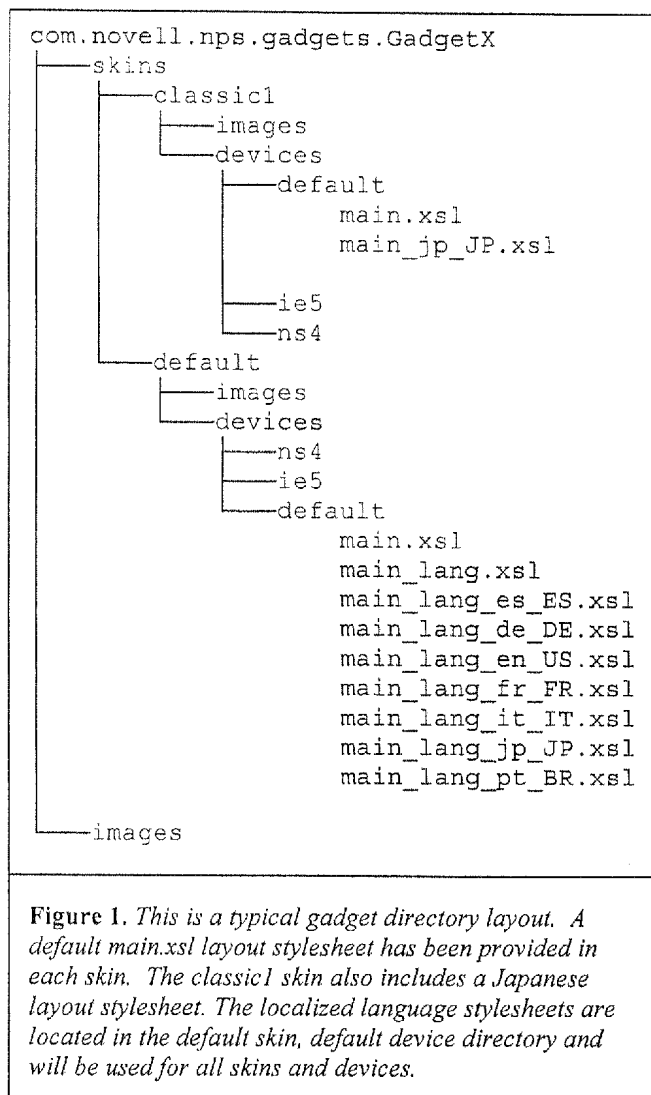 com.novell.nps.gadgets.GadgetX
skins
classic1
images
devices
default
main.xsl
main_jp_JP.xsl
ie5
ns4
default
images
devices
ns4
ie5
default
main.xsl
main_lang.xsl
main_lang_es_ES.xsl
main_lang_de_DE.xsl
main_lang_en_US.xsl
main_lang_fr_FR.xsl
main_lang_it_IT.xsl
main_lang_jp_JP.xsl
main_lang_pt_BR.xsl
images
Figure 1. This is a typical gadget directory layout. A
default main.xsl layout stylesheet has been provided in
each skin. The classic1 skin also includes a Japanese
layout stylesheet. The localized language stylesheets are
located in the default skin, default device directory and
will be used for all skins and devices.